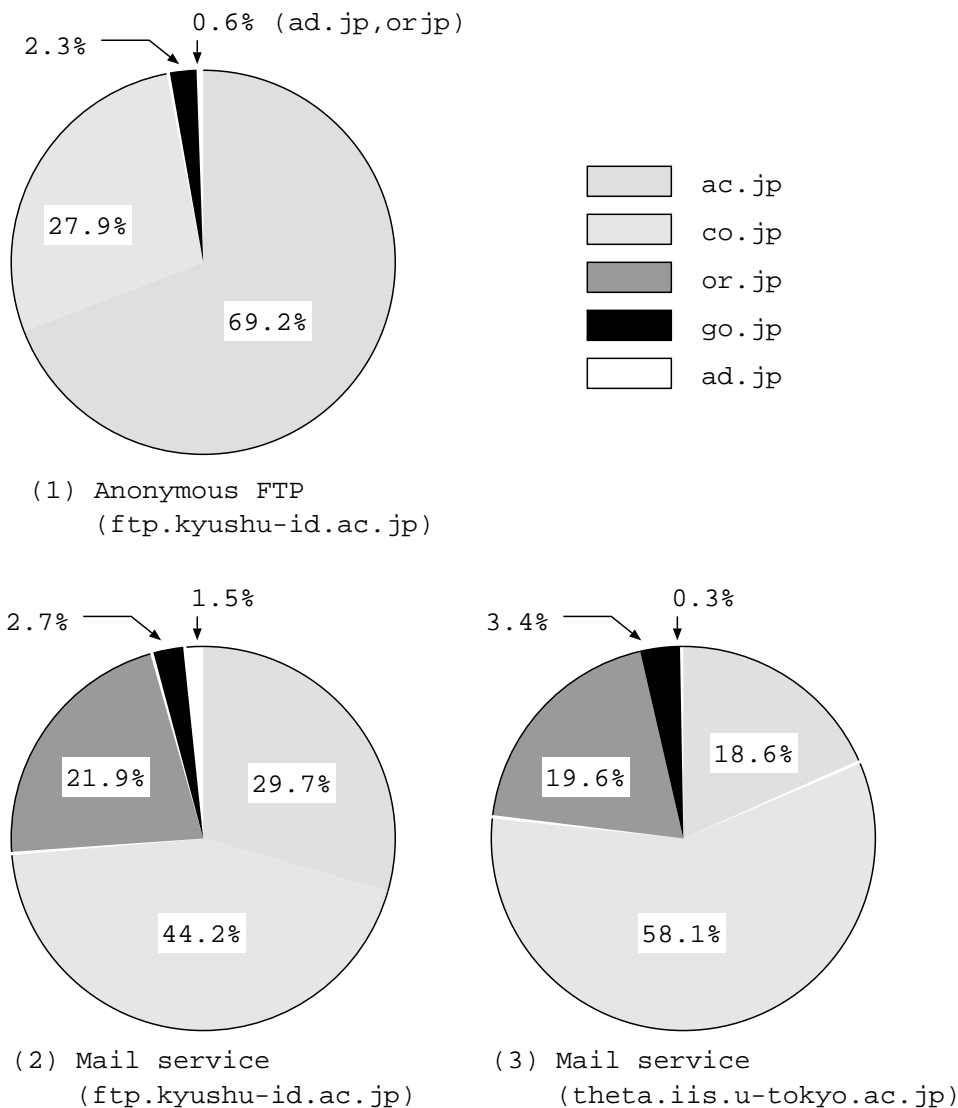 0.6% (ad.jp,orjp)
2.3%
27.9%
69.2%
ac.jp
co.jp
or.jp
go.jp
ad.jp
(1) Anonymous FTP
(ftp.kyushu-id.ac.jp)
1.5%
2.7%
21.9%
29.7%
44.2%
(2) Mail service
(ftp.kyushu-id.ac.jp)
0.3%
3.4%
18.6%
19.6%
58.1%
(3) Mail service
(theta.iis.u-tokyo.ac.jp)